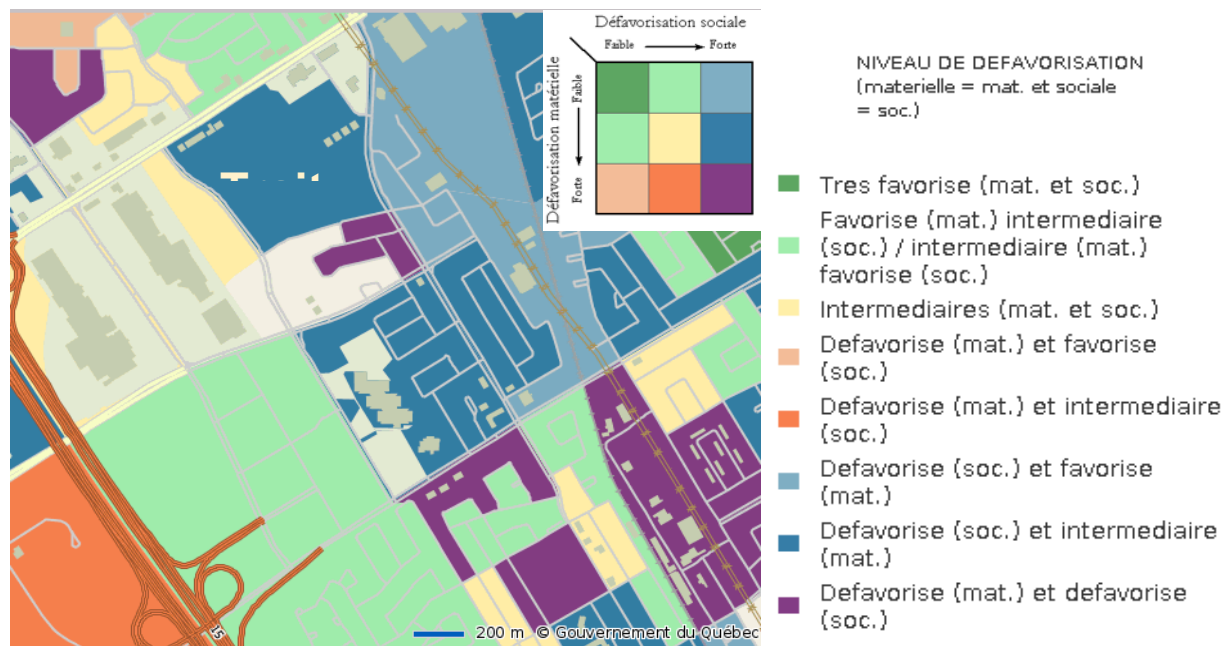 Défavorisation sociale
Faible
Forte
Défavorisation matérielle
Faible
Forte
15
200 m © Gouvernement du Québec
NIVEAU DE DEFAVORISATION
(materielle = mat. et sociale
= soc.)
Tres favorise (mat. et soc.)
Favorise (mat.) intermediaire
(soc.) / intermediaire (mat.)
favorise (soc.)
Intermediaires (mat. et soc.)
Defavorise (mat.) et favorise
(soc.)
Defavorise (mat.) et intermediaire
(soc.)
Defavorise (soc.) et favorise
(mat.)
Defavorise (soc.) et intermediaire
(mat.)
Defavorise (mat.) et defavorise
(soc.)